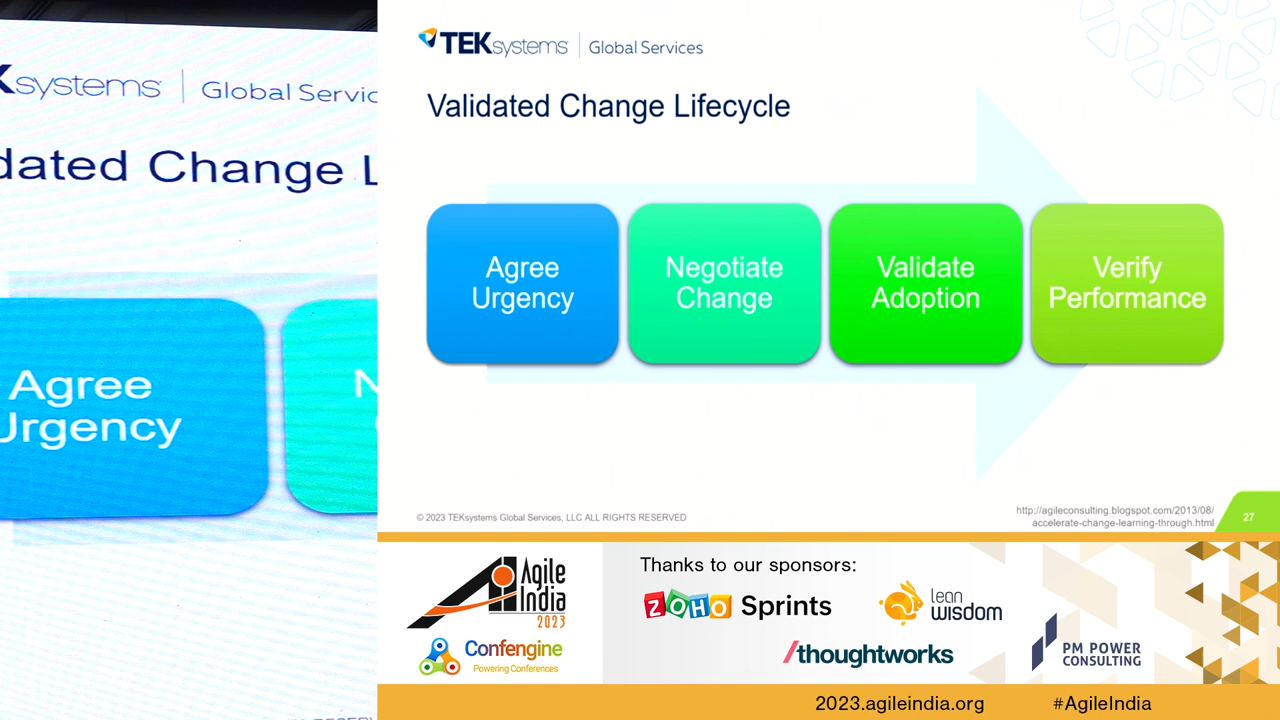 Ksystems | Global Servic
dated Change L
Agree
Urgency
N
TEKsystems | Global Services
Validated Change Lifecycle
Agree
Urgency
Negotiate
Change
Validate
Adoption
Verify
Performance
© 2023 TEKsystems Global Services, LLC ALL RIGHTS RESERVED
http://agileconsulting.blogspot.com/2013/08/
accelerate-change-learning-through.html
27
Agile
India
2023
Confengine
Powering Conferences
Thanks to our sponsors:
ZOHO Sprints
lean
wisdom
/thoughtworks
PM POWER
CONSULTING
2023.agileindia.org
#AgileIndia